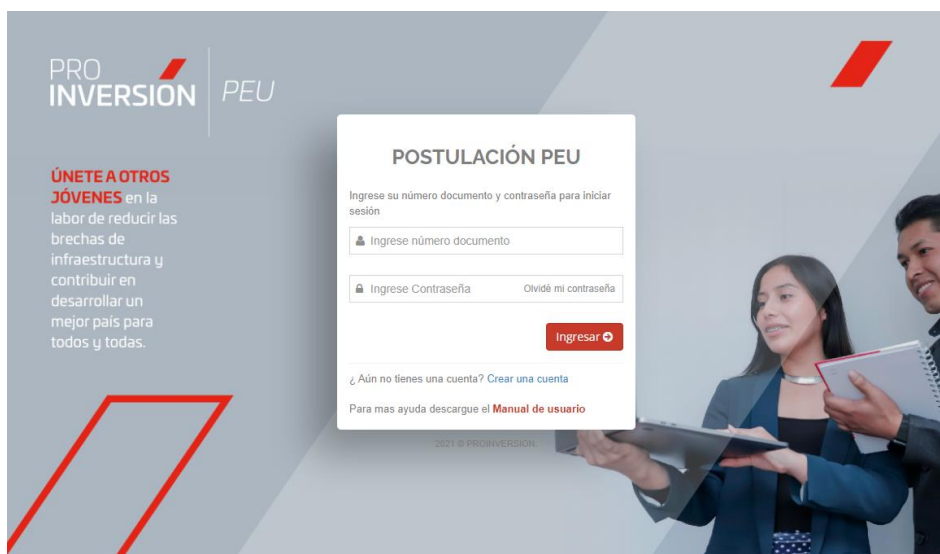 PRO
INVERSIÓN
PEU
ÚNETE A OTROS
JÓVENES en la
labor de reducir las
brechas de
infraestructura y
contribuir en
desarrollar un
mejor país para
todos y todas.
POSTULACIÓN PEU
Ingrese su número documento y contraseña para iniciar
sesión
Ingrese número documento
Ingrese Contraseña Olvidé mi contraseña
Ingresar
¿ Aún no tienes una cuenta? Crear una cuenta
Para mas ayuda descargue el Manual de usuario
2021 © PROINVERSION